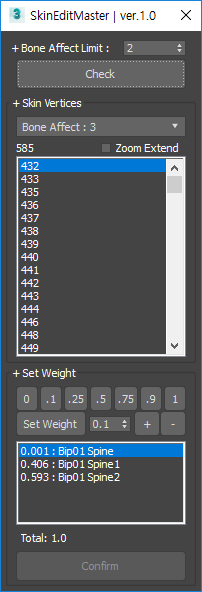 3 SkinEditMaster | ver.1.0
+ Bone Affect Limit : 2
Check
+ Skin Vertices
Bone Affect : 3
585 Zoom Extend
432
433
435
436
437
438
439
440
441
442
443
444
446
448
449
+ Set Weight
0 .1 .25 .5 .75 .9 1
Set Weight 0.1 + -
0.001 : Bip01 Spine
0.406 : Bip01 Spine1
0.593 : Bip01 Spine2
Total: 1.0
Confirm